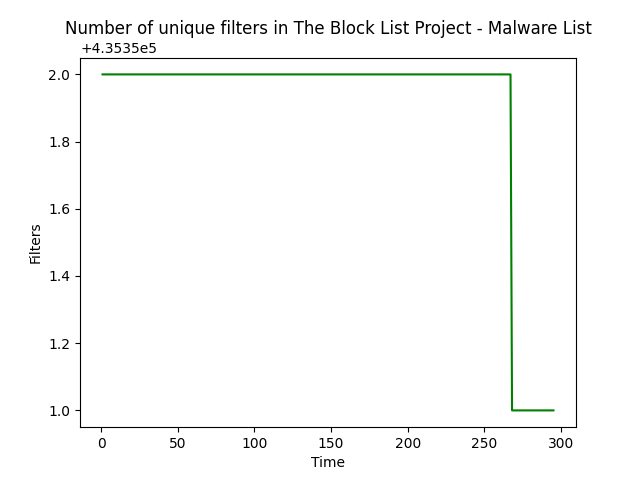 Number of unique filters in The Block List Project - Malware List
+4.3535e5
2.0
1.8
1.6
1.4
1.2
1.0
Filters
0 50 100 150 200 250 300
Time